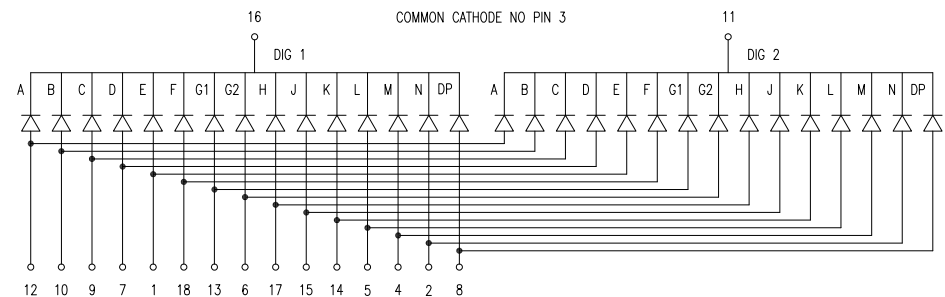 16 COMMON CATHODE NO PIN 3 11
DIG 1 DIG 2
A B C D E F G1 G2 H J K L M N DP A B C D E F G1 G2 H J K L M N DP
12 10 9 7 1 18 13 6 17 15 14 5 4 2 8